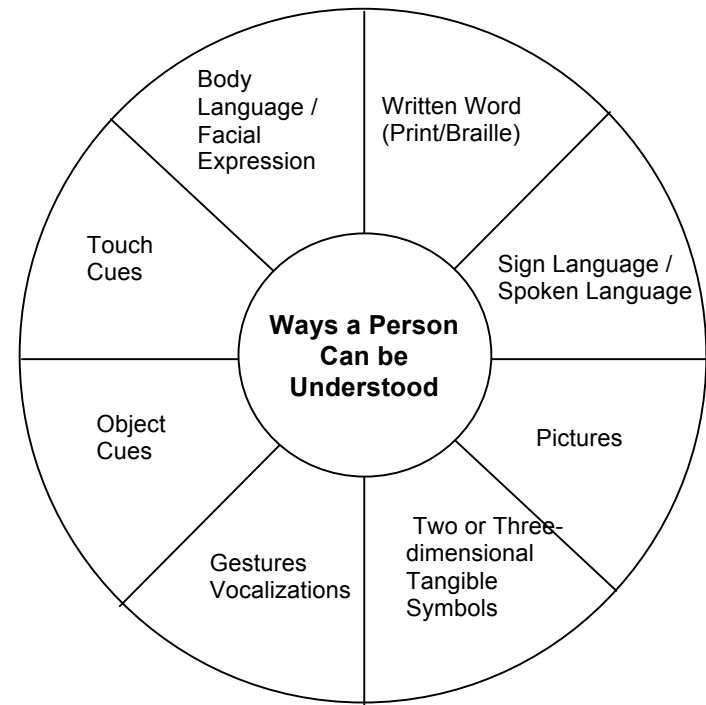 Body
Language /
Facial
Expression
Written Word
(Print/Braille)
Touch
Cues
Sign Language /
Spoken Language
Ways a Person
Can be
Understood
Object
Cues
Pictures
Gestures
Vocalizations
Two or Three-
dimensional
Tangible
Symbols